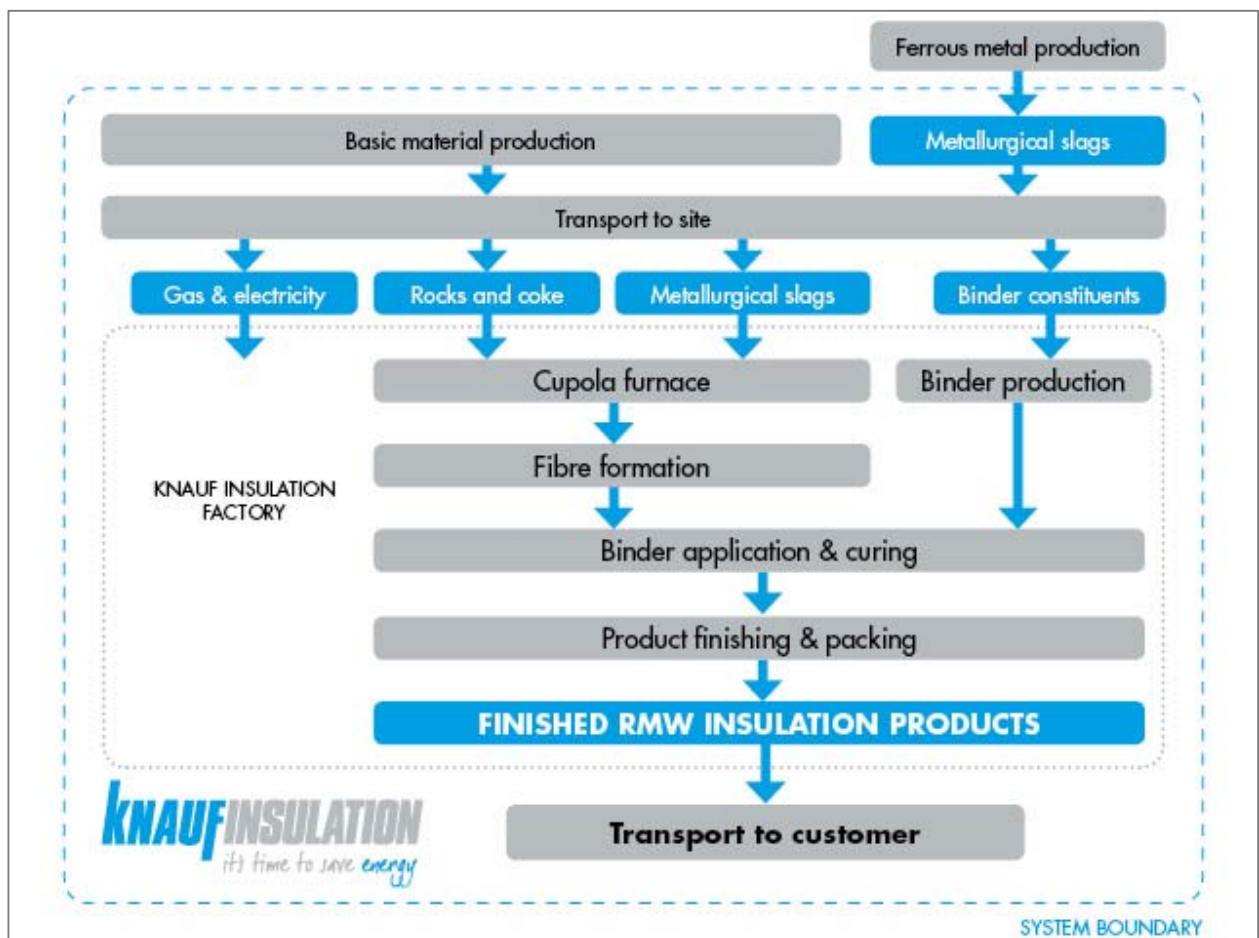 Ferrous metal production
Basic material production
Metallurgical slags
Transport to site
Gas & electricity
Rocks and coke
Metallurgical slags
Binder constituents
Cupola furnace
Binder production
Fibre formation
KNAUF INSULATION
FACTORY
Binder application & curing
Product finishing & packing
FINISHED RMW INSULATION PRODUCTS
KNAUFINSULATION
it's time to save energy
Transport to customer
SYSTEM BOUNDARY